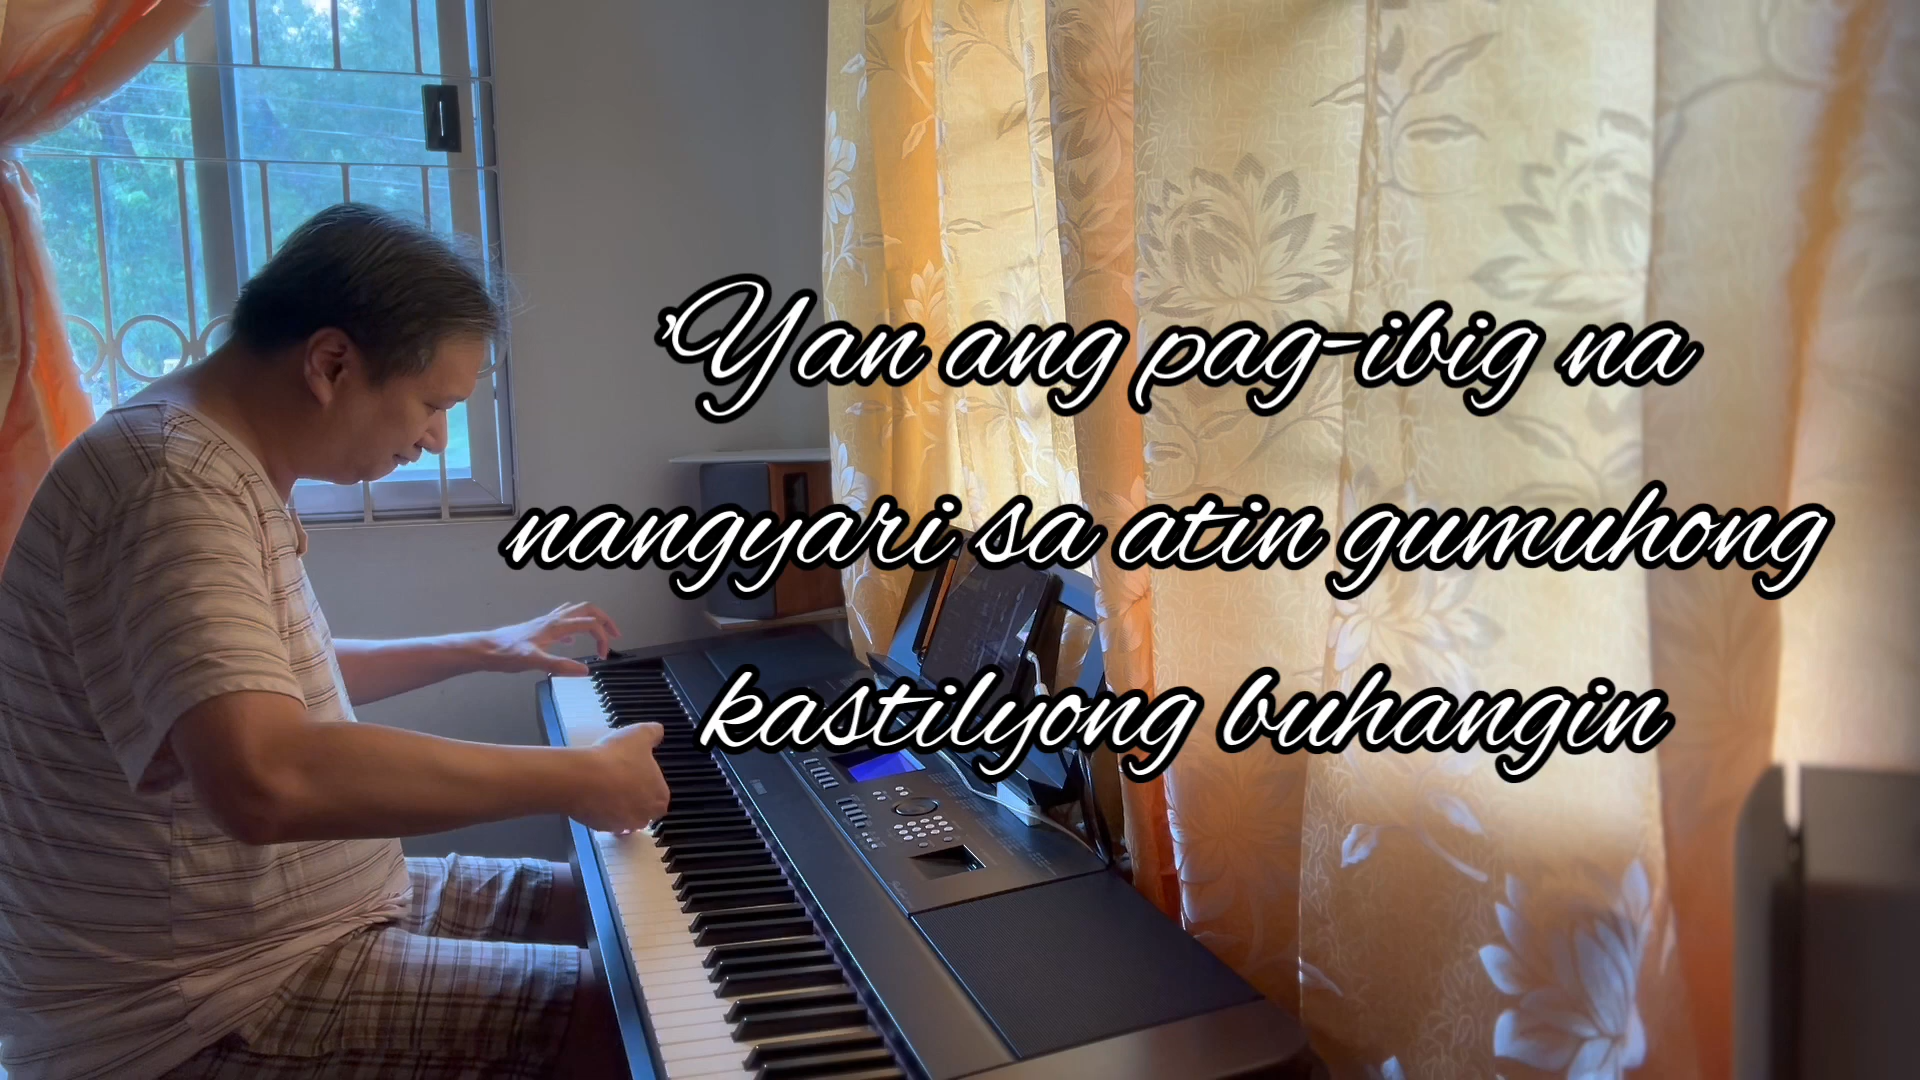 'Yan ang pag-ibig na
nangyari sa atin gumuhong
kastilyong buhangin